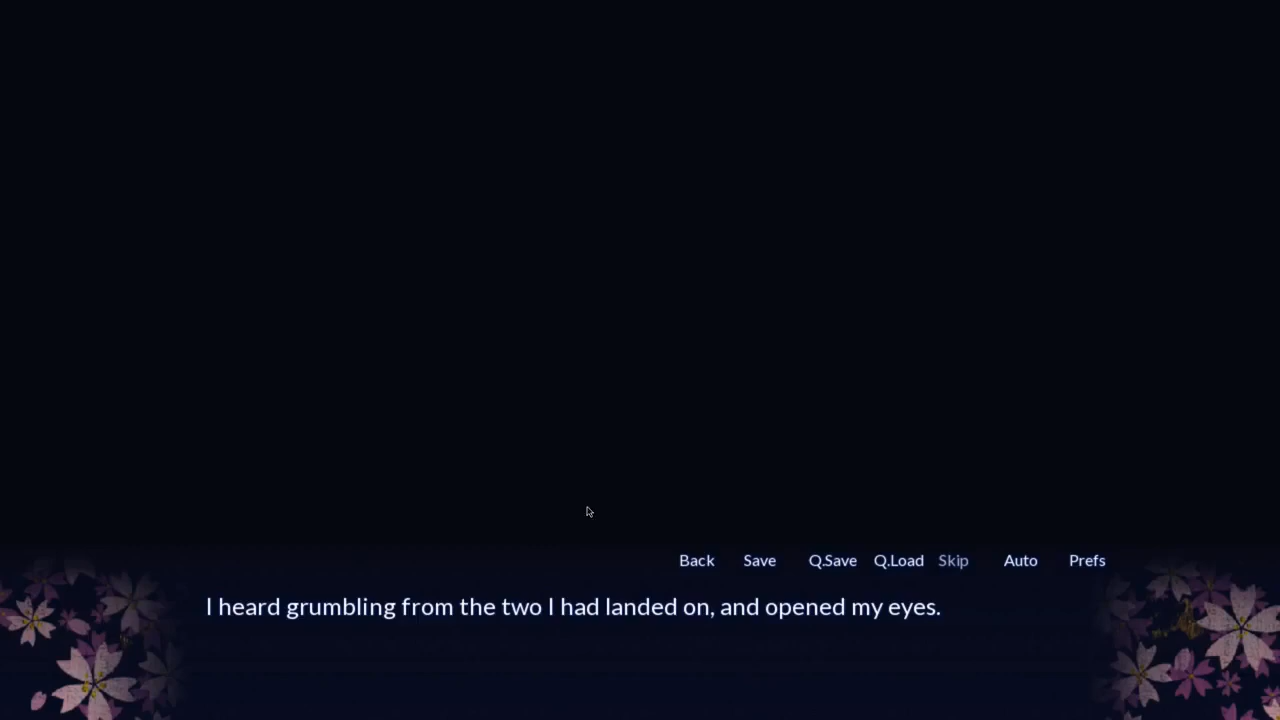 Back Save Q.Save Q.Load Skip Auto Prefs
I heard grumbling from the two I had landed on, and opened my eyes.